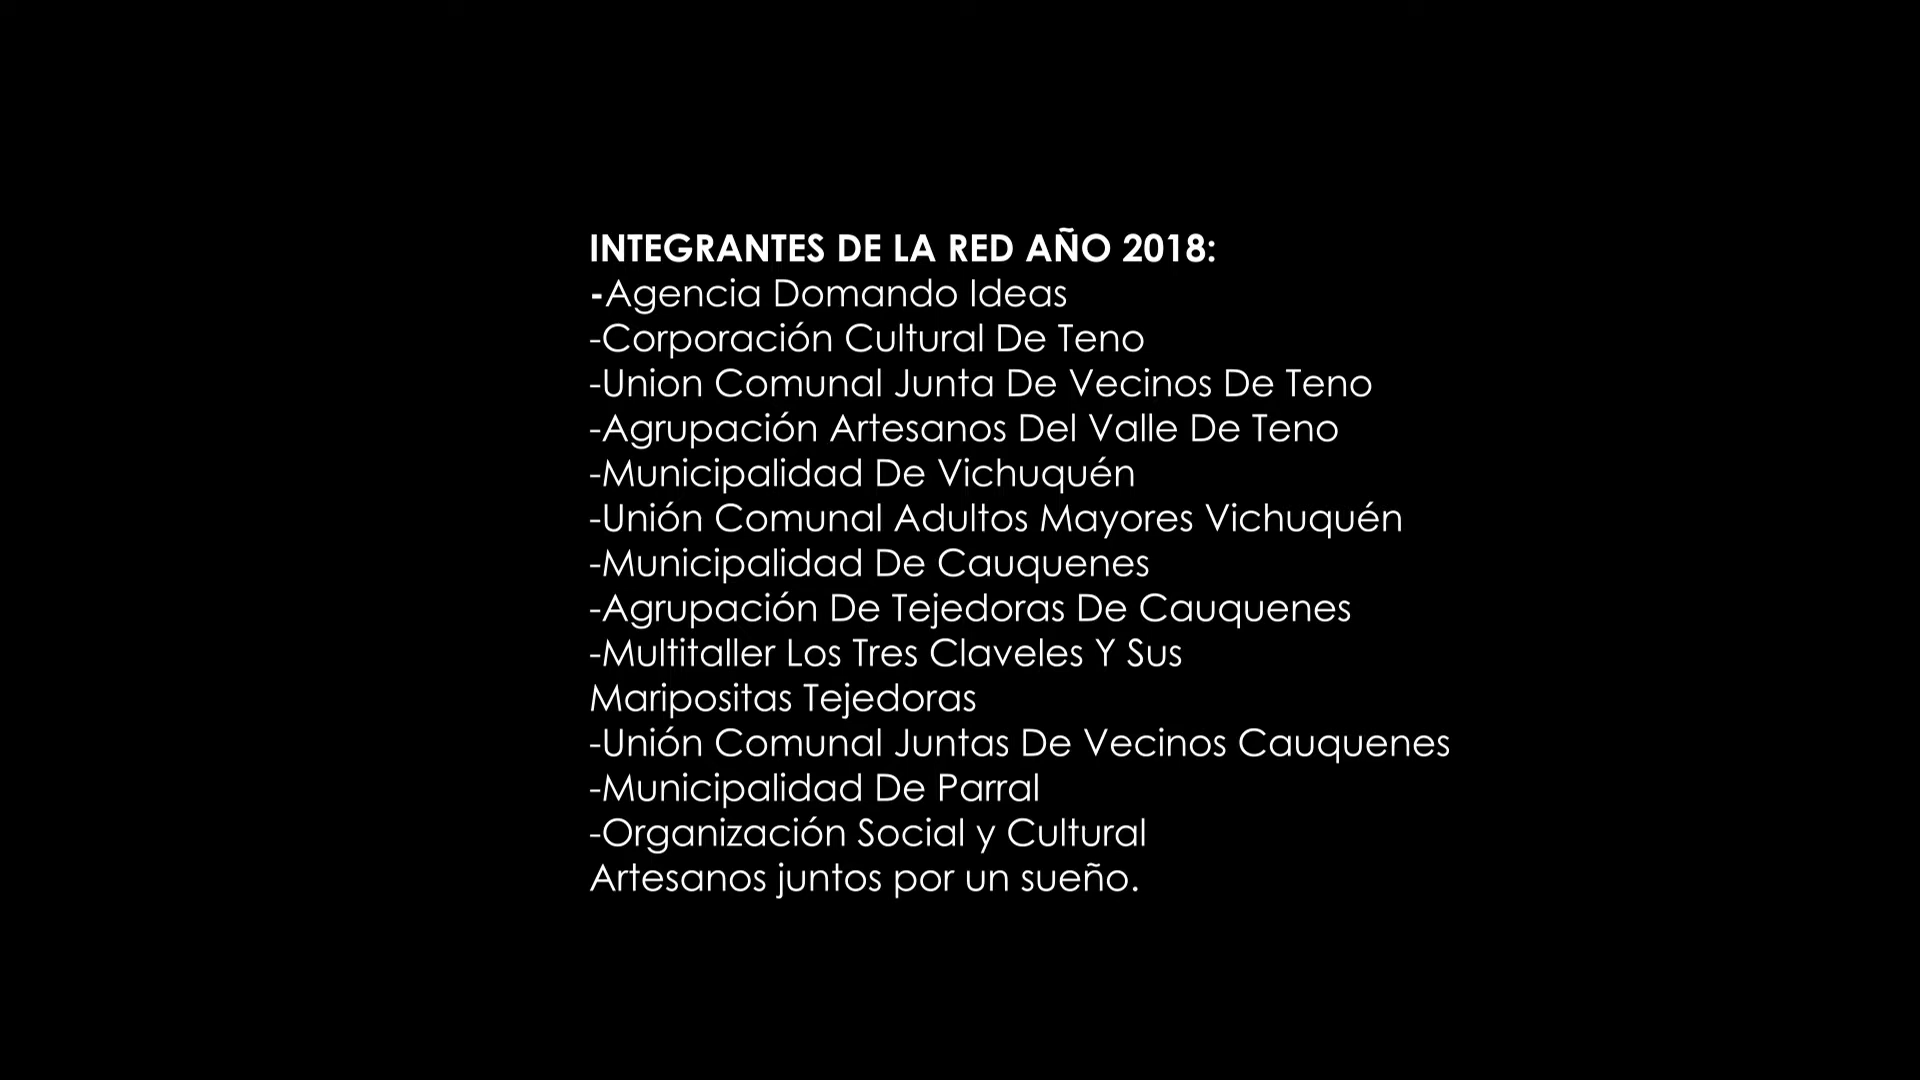 INTEGRANTES DE LA RED AÑO 2018:
-Agencia Domando Ideas
-Corporación Cultural De Teno
-Union Comunal Junta De Vecinos De Teno
-Agrupación Artesanos Del Valle De Teno
-Municipalidad De Vichuquén
-Unión Comunal Adultos Mayores Vichuquén
-Municipalidad De Cauquenes
-Agrupación De Tejedoras De Cauquenes
-Multitaller Los Tres Claveles Y Sus
Maripositas Tejedoras
-Unión Comunal Juntas De Vecinos Cauquenes
-Municipalidad De Parral
-Organización Social y Cultural
Artesanos juntos por un sueño.